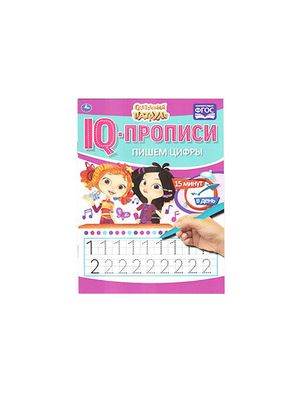 Сказочный
ПАТРУЛЬ
ФГОС
IQ-ПРОПИСИ
ПИШЕМ ЦИФРЫ
15 МИНУТ
В ДЕНЬ
1 1 1 1 1 1 1 1 1
2 2 2 2 2 2 2 2 2